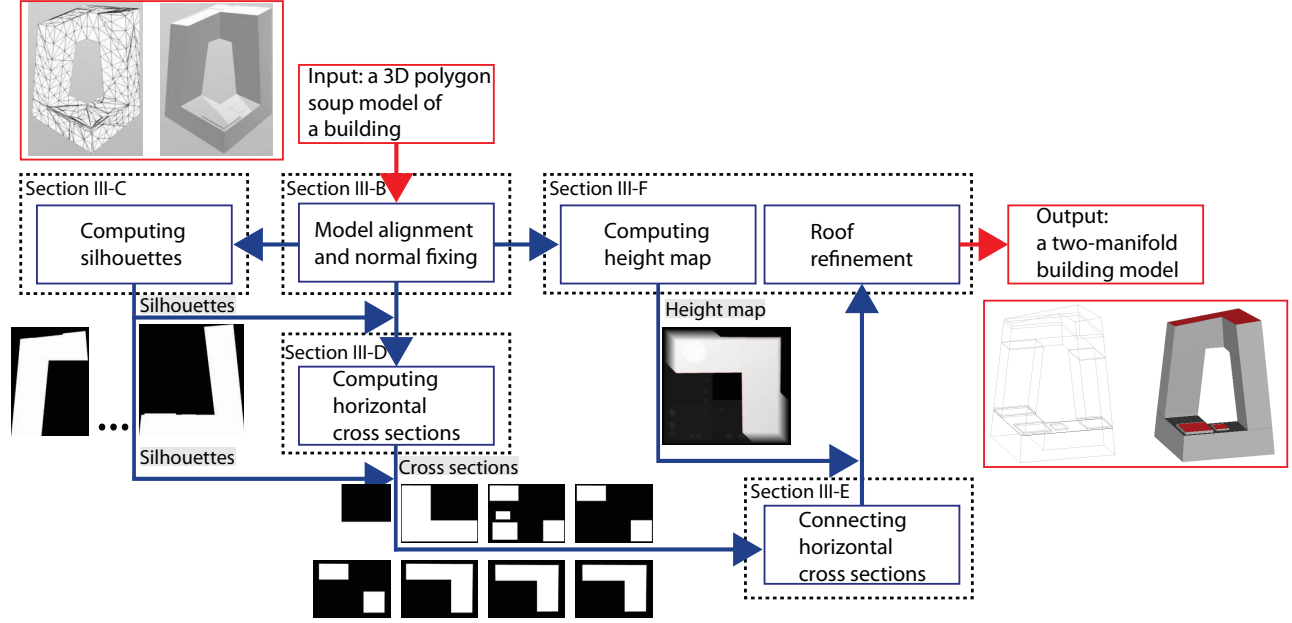 Input: a 3D polygon
soup model of
a building
Section III-C
Computing
silhouettes
Section III-B
Model alignment
and normal fixing
Section III-F
Computing
height map
Roof
refinement
Output:
a two-manifold
building model
Silhouettes
Height map
Section III-D
Computing
horizontal
cross sections
...
Silhouettes
Cross sections
Section III-E
Connecting
horizontal
cross sections